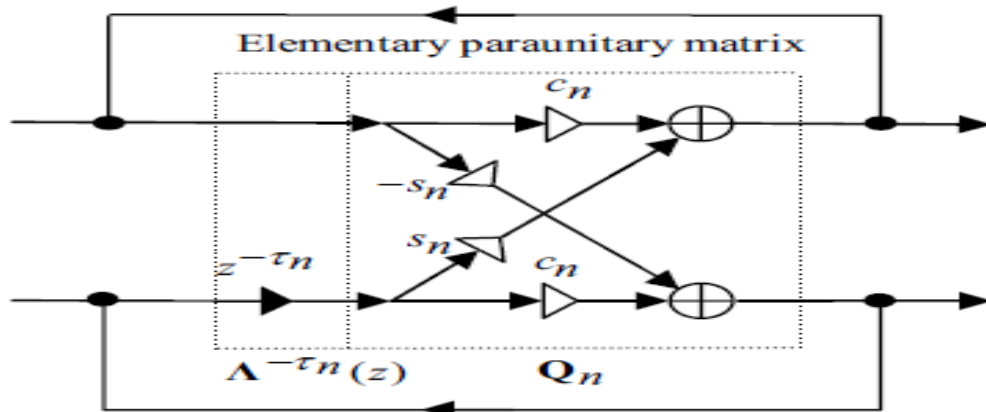 Elementary paraunitary matrix
c_n
-s_n
s_n
c_n
z^{-τ_n}
Λ^{-τ_n}(z)
Q_n